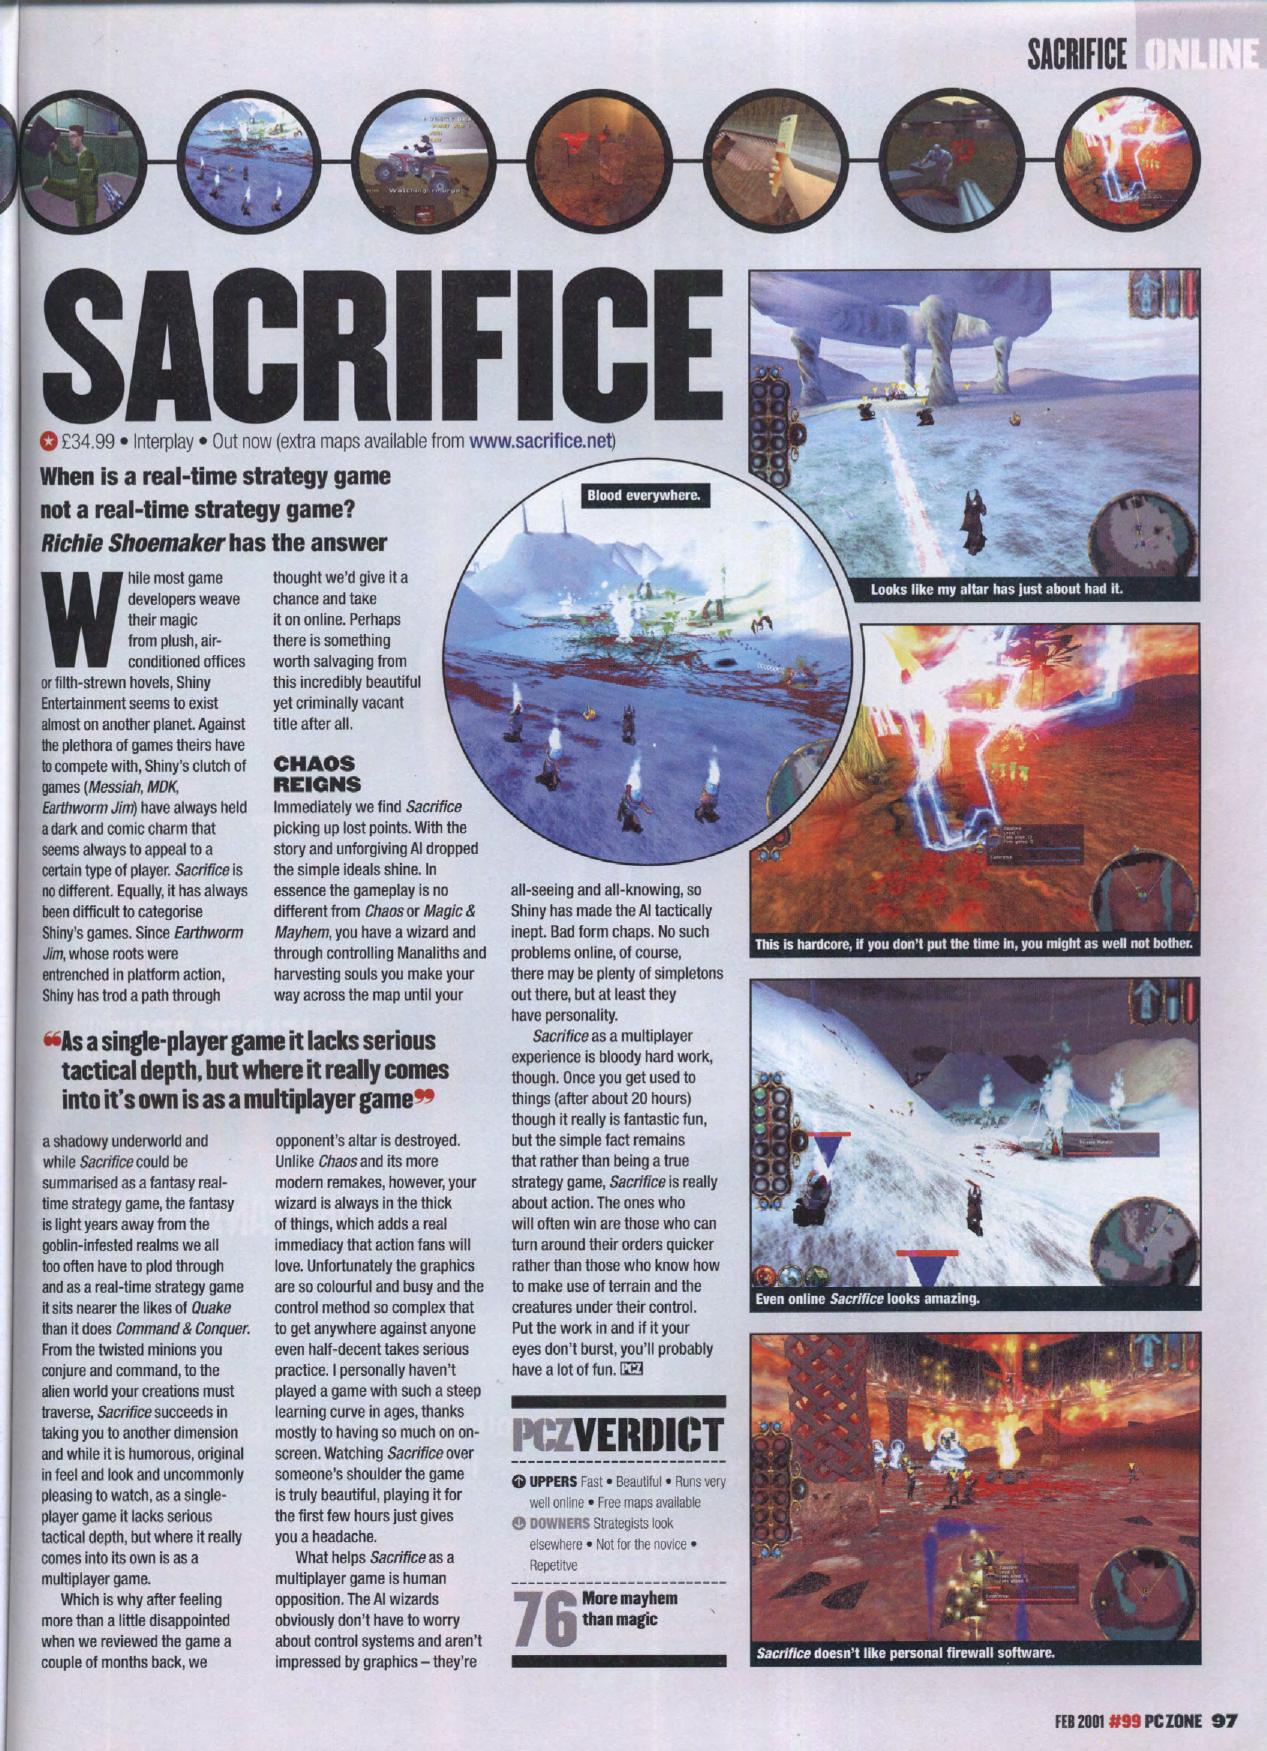 SACRIFICE ONLINE
SACRIFICE
£34.99 • Interplay • Out now (extra maps available from www.sacrifice.net)
When is a real-time strategy game
not a real-time strategy game?
Richie Shoemaker has the answer
While most game
developers weave
their magic
from plush, air-
conditioned offices
or filth-strewn hovels, Shiny
Entertainment seems to exist
almost on another planet. Against
the plethora of games theirs have
to compete with, Shiny's clutch of
games (Messiah, MDK,
Earthworm Jim) have always held
a dark and comic charm that
seems always to appeal to a
certain type of player. Sacrifice is
no different. Equally, it has always
been difficult to categorise
Shiny's games. Since Earthworm
Jim, whose roots were
entrenched in platform action,
Shiny has trod a path through
a shadowy underworld and
while Sacrifice could be
summarised as a fantasy real-
time strategy game, the fantasy
is light years away from the
goblin-infested realms we all
too often have to plod through
and as a real-time strategy game
it sits nearer the likes of Quake
than it does Command & Conquer.
From the twisted minions you
conjure and command, to the
alien world your creations must
traverse, Sacrifice succeeds in
taking you to another dimension
and while it is humorous, original
in feel and look and uncommonly
pleasing to watch, as a single-
player game it lacks serious
tactical depth, but where it really
comes into its own is as a
multiplayer game.
Which is why after feeling
more than a little disappointed
when we reviewed the game a
couple of months back, we
thought we'd give it a
chance and take
it on online. Perhaps
there is something
worth salvaging from
this incredibly beautiful
yet criminally vacant
title after all.
CHAOS
REIGNS
Immediately we find Sacrifice
picking up lost points. With the
story and unforgiving AI dropped
the simple ideals shine. In
essence the gameplay is no
different from Chaos or Magic &
Mayhem, you have a wizard and
through controlling Manaliths and
harvesting souls you make your
way across the map until your
opponent's altar is destroyed.
Unlike Chaos and its more
modern remakes, however, your
wizard is always in the thick
of things, which adds a real
immediacy that action fans will
love. Unfortunately the graphics
are so colourful and busy and the
control method so complex that
to get anywhere against anyone
even half-decent takes serious
practice. I personally haven't
played a game with such a steep
learning curve in ages, thanks
mostly to having so much on on-
screen. Watching Sacrifice over
someone's shoulder the game
is truly beautiful, playing it for
the first few hours just gives
you a headache.
What helps Sacrifice as a
multiplayer game is human
opposition. The AI wizards
obviously don't have to worry
about control systems and aren't
impressed by graphics – they're
all-seeing and all-knowing, so
Shiny has made the AI tactically
inept. Bad form chaps. No such
problems online, of course,
there may be plenty of simpletons
out there, but at least they
have personality.
Sacrifice as a multiplayer
experience is bloody hard work,
though. Once you get used to
things (after about 20 hours)
though it really is fantastic fun,
but the simple fact remains
that rather than being a true
strategy game, Sacrifice is really
about action. The ones who
will often win are those who can
turn around their orders quicker
rather than those who know how
to make use of terrain and the
creatures under their control.
Put the work in and if it your
eyes don't burst, you'll probably
have a lot of fun. PCZ
“As a single-player game it lacks serious
tactical depth, but where it really comes
into it's own is as a multiplayer game”
PCZVERDICT
UPPERS Fast • Beautiful • Runs very
well online • Free maps available
DOWNERS Strategists look
elsewhere • Not for the novice •
Repetitve
76 More mayhem
than magic
Blood everywhere.
Looks like my altar has just about had it.
This is hardcore, if you don't put the time in, you might as well not bother.
Even online Sacrifice looks amazing.
Sacrifice doesn't like personal firewall software.
FEB 2001 #99 PC ZONE 97